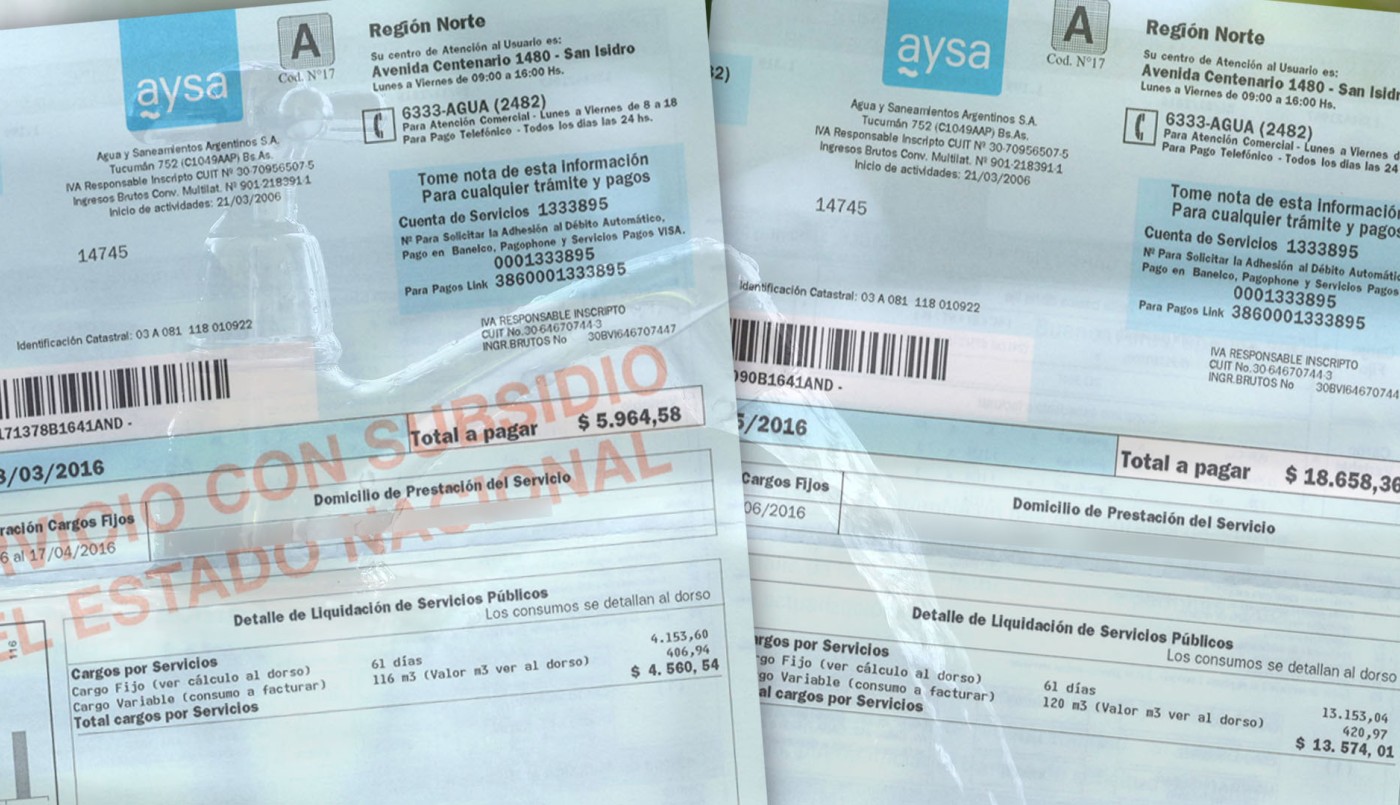 aysa
A
Cod. Nº17
Región Norte
Su centro de Atención al Usuario es:
Avenida Centenario 1480 - San Isidro
Lunes a Viernes de 09:00 a 16:00 Hs.
6333-AGUA (2482)
Para Atención Comercial - Lunes a Viernes de 8 a 18
Para Pago Telefónico - Todos los días las 24 hs.
Agua y Saneamientos Argentinos S.A.
Tucumán 752 (C1049AAP) Bs.As.
IVA Responsable Inscripto CUIT Nº 30-70956507-5
Ingresos Brutos Conv. Multilat. Nº 901-218391-1
Inicio de actividades: 21/03/2006
14745
Tome nota de esta información
Para cualquier trámite y pagos
Cuenta de Servicios 1333895
Nº Para Solicitar la Adhesión al Débito Automático,
Pago en Banelco, Pagophone y Servicios Pagos VISA.
0001333895
Para Pagos Link 3860001333895
Identificación Catastral: 03 A 081 118 010922
IVA RESPONSABLE INSCRIPTO
CUIT No.30-64670744-3
INGR.BRUTOS No 30BVI646707447
171378B1641AND -
VICIO CON SUBSIDIO
EL ESTADO NACIONAL
3/03/2016
Total a pagar $ 5.964,58
ración Cargos Fijos
6 al 17/04/2016
Domicilio de Prestación del Servicio
Detalle de Liquidación de Servicios Públicos
Los consumos se detallan al dorso
116
Cargos por Servicios
Cargo Fijo (ver cálculo al dorso) 61 días 4.153,60
Cargo Variable (consumo a facturar) 116 m3 (Valor m3 ver al dorso) 406,94
Total cargos por Servicios $ 4. 560, 54
2)
aysa
A
Cod. Nº17
Región Norte
Su centro de Atención al Usuario es:
Avenida Centenario 1480 - San Isidr
Lunes a Viernes de 09:00 a 16:00 Hs.
6333-AGUA (2482)
Para Atención Comercial - Lunes a Viernes d
Para Pago Telefónico - Todos los días las 24
Agua y Saneamientos Argentinos S.A.
Tucumán 752 (C1049AAP) Bs.As.
IVA Responsable Inscripto CUIT Nº 30-70956507-5
Ingresos Brutos Conv. Multilat. Nº 901-218391-1
Inicio de actividades: 21/03/2006
14745
Tome nota de esta informació
Para cualquier trámite y pagos
Cuenta de Servicios 1333895
Nº Para Solicitar la Adhesión al Débito Automátic
Pago en Banelco, Pagophone y Servicios Pagos
0001333895
Para Pagos Link 3860001333895
Identificación Catastral: 03 A 081 118 010922
IVA RESPONSABLE INSCRIPTO
CUIT No.30-64670744-3
INGR.BRUTOS No 30BVI64670744
090B1641AND -
5/2016
Total a pagar $ 18.658,36
Cargos Fijos
06/2016
Domicilio de Prestación del Servicio
Detalle de Liquidación de Servicios Públicos
Los consumos se detallan al dorso
rgos por Servicios
rgo Fijo (ver cálculo al dorso) 61 días 13.153,04
go Variable (consumo a facturar) 120 m3 (Valor m3 ver al dorso) 420,97
al cargos por Servicios $ 13. 574, 01